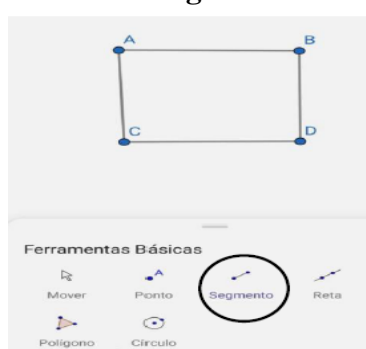 A B
C D
Ferramentas Básicas
A
Mover Ponto Segmento Reta
Polígono Círculo